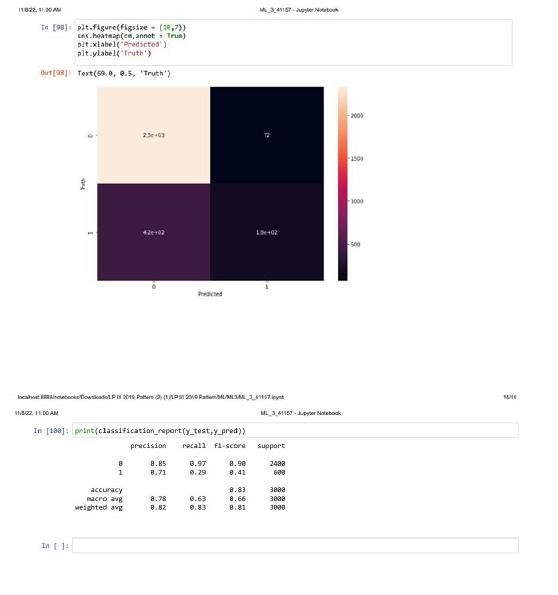 11/8/22, 11:00 AM ML_3_41157 - Jupyter Notebook
In [98]: plt.figure(figsize = (10,7))
sns.heatmap(cm,annot = True)
plt.xlabel('Predicted')
plt.ylabel('Truth')
Out[98]: Text(69.0, 0.5, 'Truth')
2.3e+03 72
4.2e+02 1.8e+02
0
1
Truth
0 1
Predicted
2000
1500
1000
500
localhost:8888/notebooks/Downloads/LP III 2019 Pattern (2) (1)/LP III 2019 Pattern/ML/ML3/ML_3_41157.ipynb
11/8/22, 11:00 AM ML_3_41157 - Jupyter Notebook
In [100]: print(classification_report(y_test,y_pred))
precision recall f1-score support
0 0.85 0.97 0.90 2400
1 0.71 0.29 0.41 600
accuracy 0.83 3000
macro avg 0.78 0.63 0.66 3000
weighted avg 0.82 0.83 0.81 3000
In [ ]: